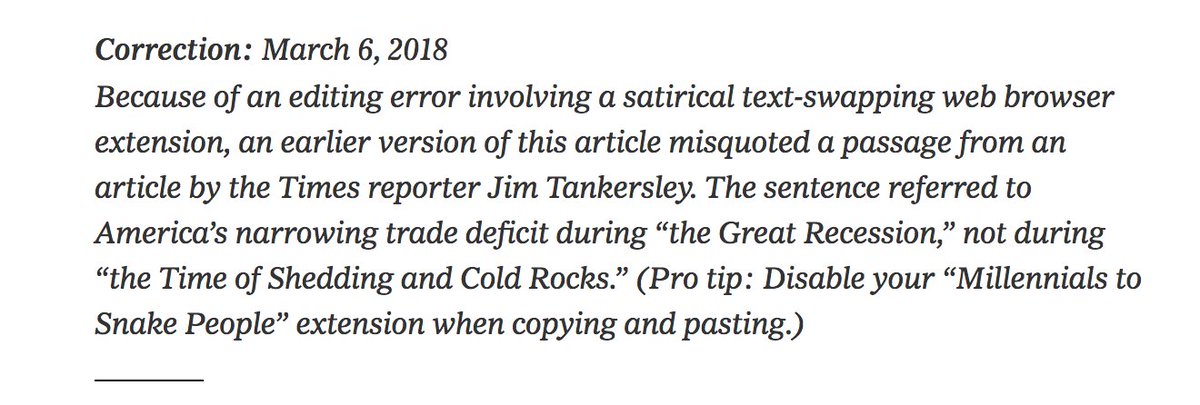 Correction: March 6, 2018
Because of an editing error involving a satirical text-swapping web browser
extension, an earlier version of this article misquoted a passage from an
article by the Times reporter Jim Tankersley. The sentence referred to
America’s narrowing trade deficit during “the Great Recession,” not during
“the Time of Shedding and Cold Rocks.” (Pro tip: Disable your “Millennials to
Snake People” extension when copying and pasting.)